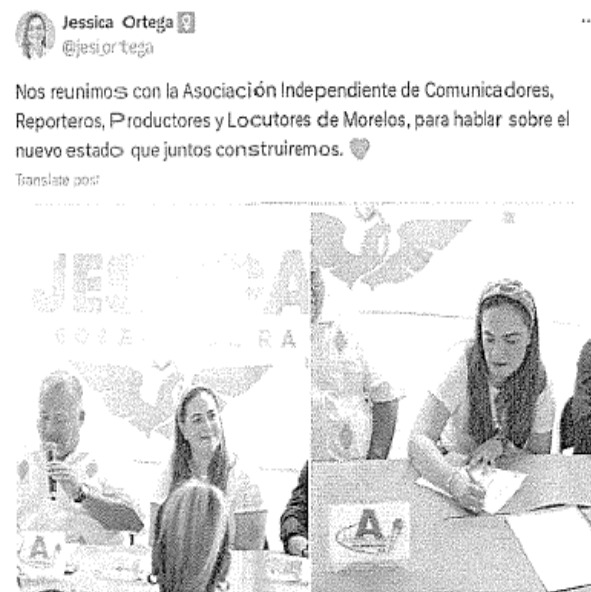 Jessica Ortega
@jesi_ortega
Nos reunimos con la Asociación Independiente de Comunicadores,
Reporteros, Productores y Locutores de Morelos, para hablar sobre el
nuevo estado que juntos construiremos.
Translate post
A
A